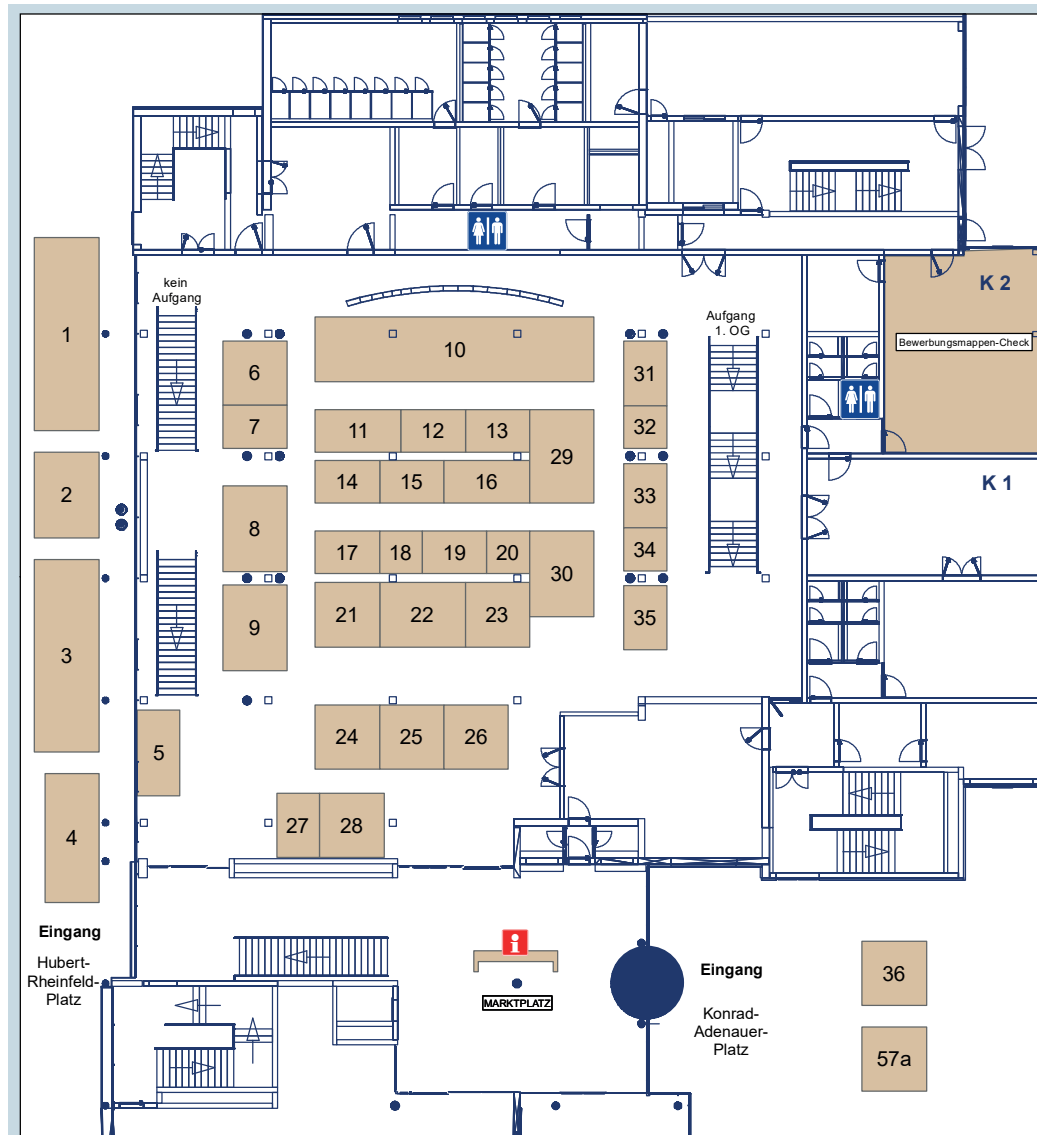 kein
Aufgang
K 2
Bewerbungsmappen-Check
1
Aufgang
1. OG
10
6
31
7
11
12
13
32
29
K 1
2
14
15
16
33
8
17
18
19
20
34
30
3
9
21
22
23
35
5
24
25
26
4
27
28
Eingang
Hubert-
Rheinfeld-
Platz
i
MARKTPLATZ
Eingang
Konrad-
Adenauer-
Platz
36
57a